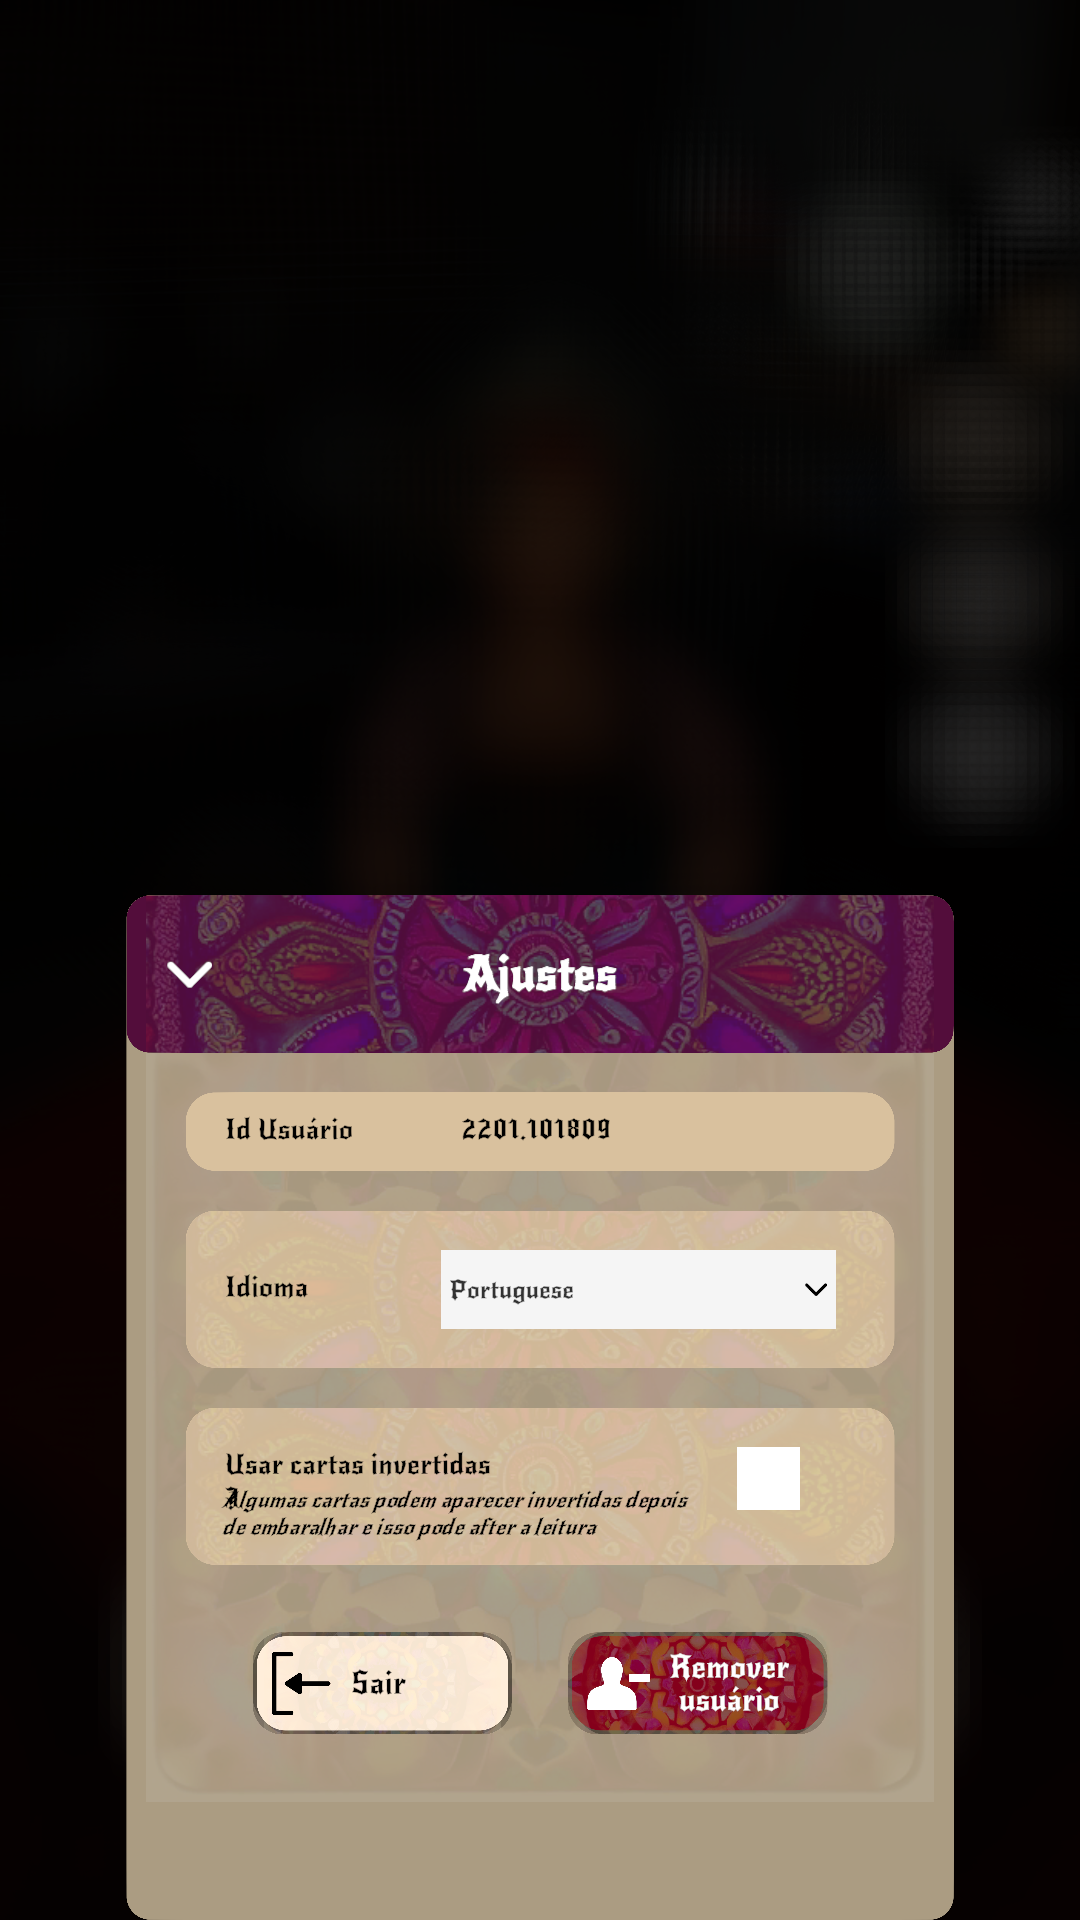 Ajustes
Id Usuário 2201.101809
Idioma Portuguese
Usar cartas invertidas
Algumas cartas podem aparecer invertidas depois
de embaralhar e isso pode after a leitura
Sair
Remover
usuário